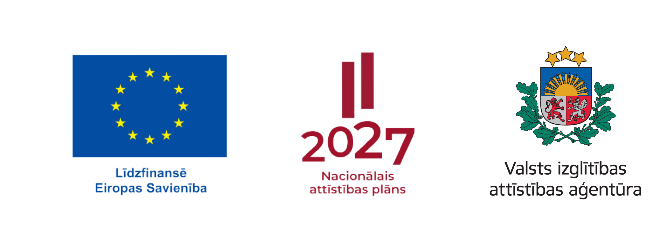 Līdzfinansē
Eiropas Savienība
2027
Nacionālais
attīstības plāns
Valsts izglītības
attīstības aģentūra